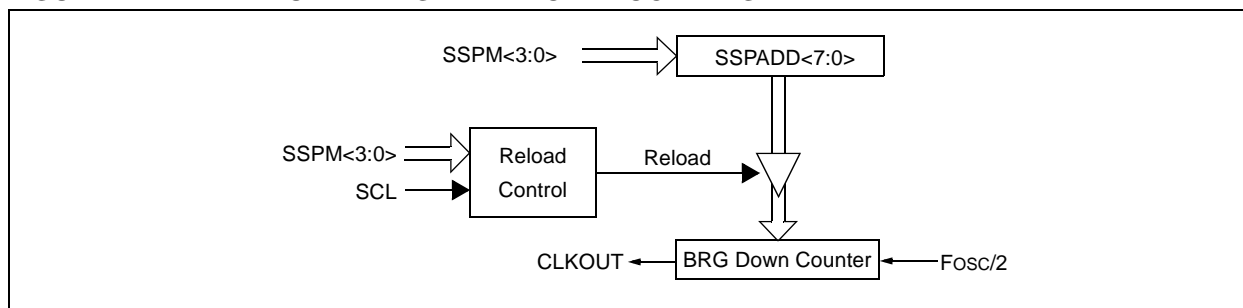 SSPM<3:0>
SSPADD<7:0>
SSPM<3:0>
SCL
Reload
Control
Reload
CLKOUT
BRG Down Counter
FOSC/2